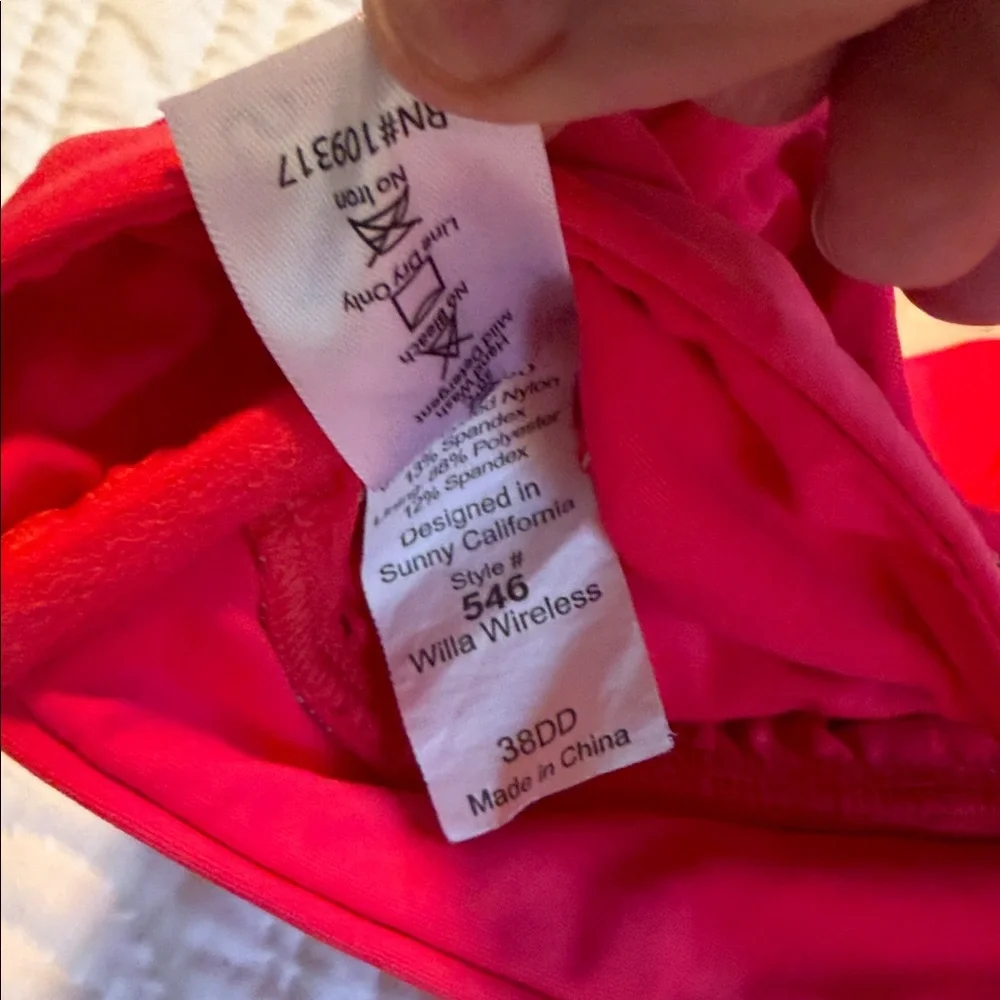 RN#109317
No Iron
Line Dry Only
No Bleach
Hand Wash
Mild Detergent
Nylon
13% Spandex
88% Polyester
12% Spandex
Designed in
Sunny California
Style #
546
Willa Wireless
38DD
Made in China